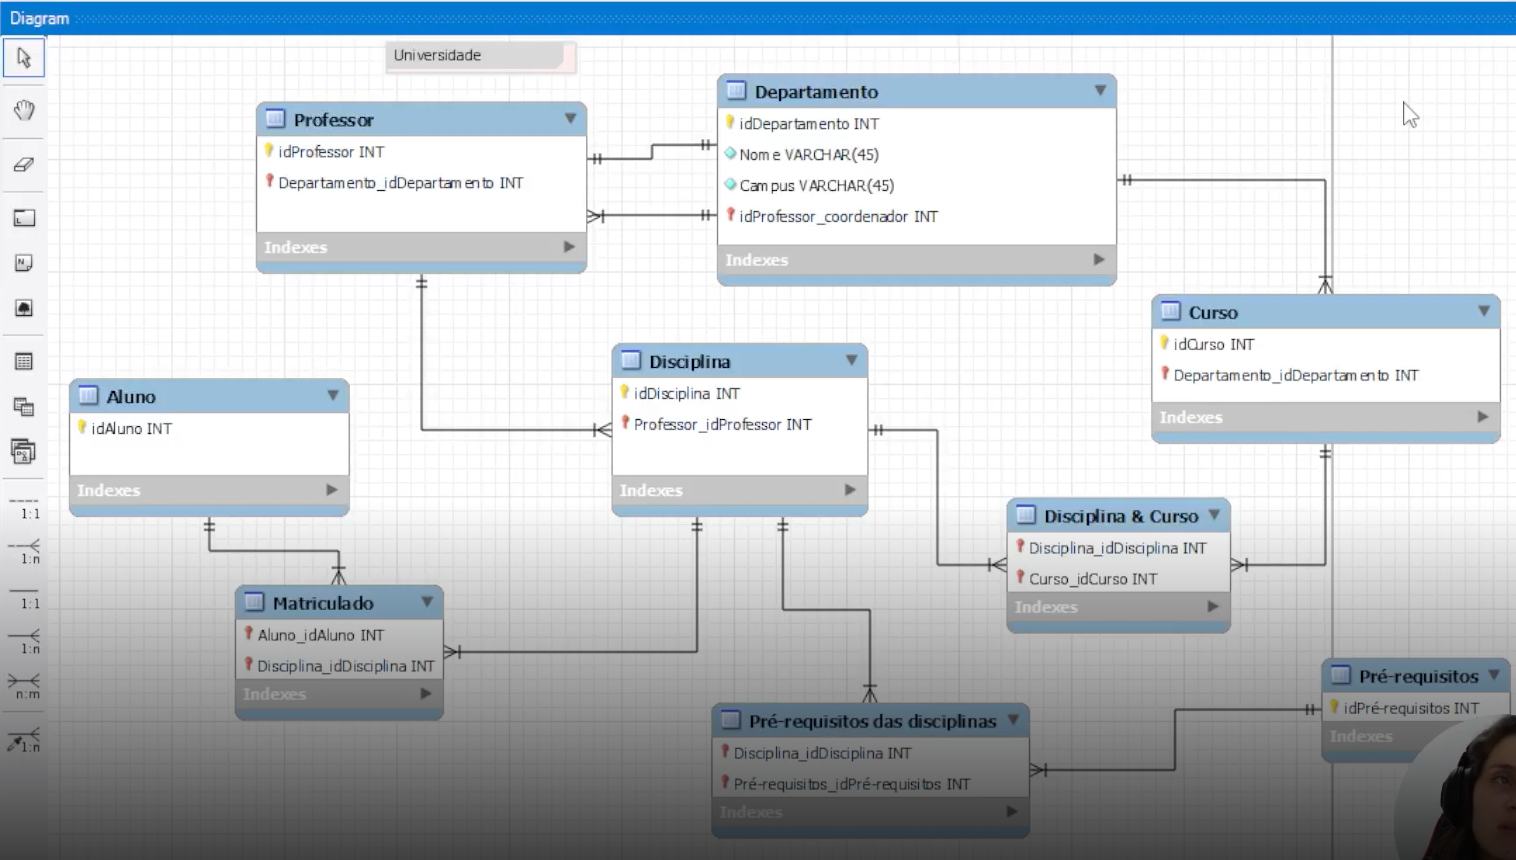 Diagram
Universidade
Professor
idProfessor INT
Departamento_idDepartamento INT
Indexes
Departamento
idDepartamento INT
Nome VARCHAR(45)
Campus VARCHAR(45)
idProfessor_coordenador INT
Indexes
Curso
idCurso INT
Departamento_idDepartamento INT
Indexes
Disciplina
idDisciplina INT
Professor_idProfessor INT
Indexes
Aluno
idAluno INT
Indexes
Disciplina & Curso
Disciplina_idDisciplina INT
Curso_idCurso INT
Indexes
Matriculado
Aluno_idAluno INT
Disciplina_idDisciplina INT
Indexes
Pré-requisitos
idPré-requisitos INT
Indexes
Pré-requisitos das disciplinas
Disciplina_idDisciplina INT
Pré-requisitos_idPré-requisitos INT
Indexes
1:1
1:n
1:1
1:n
n:m
1:n